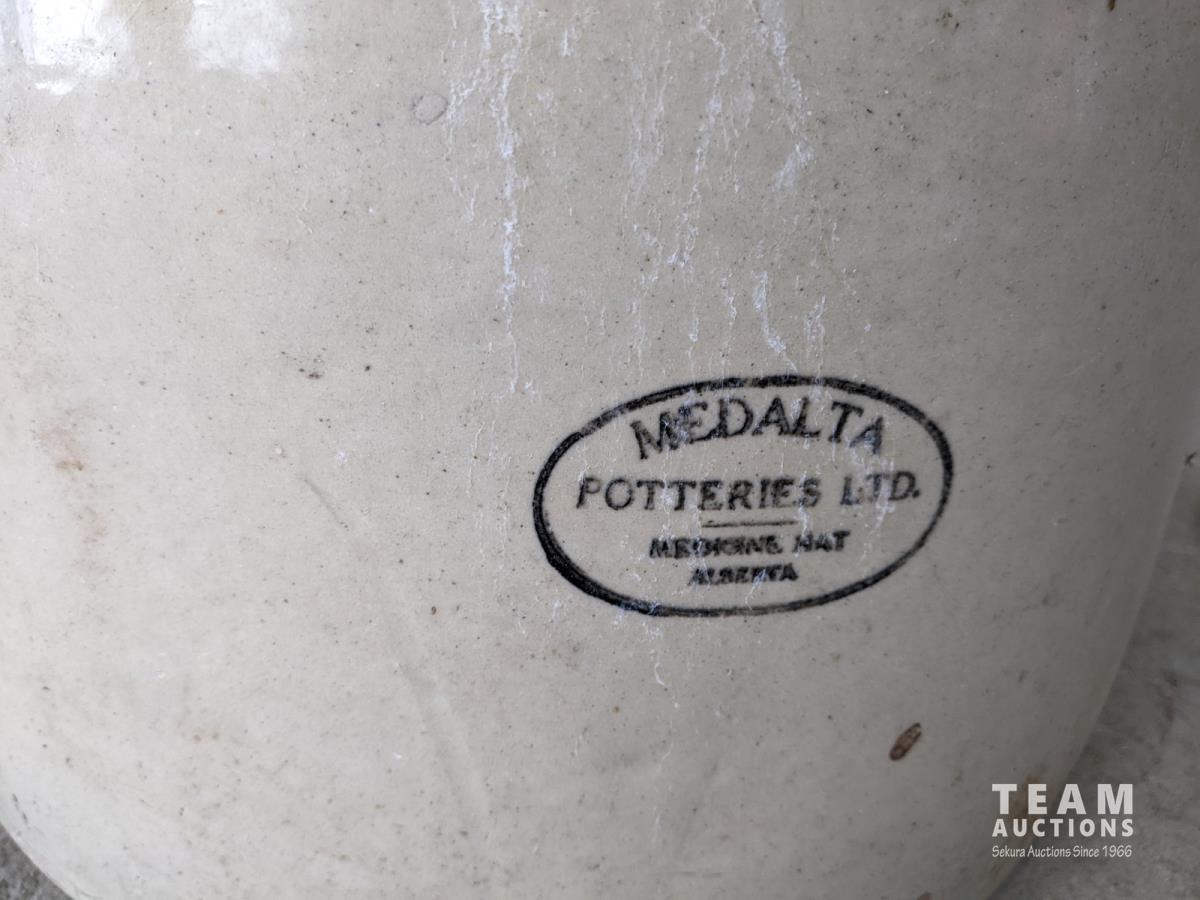 MEDALTA
POTTERIES LTD.
MEDICINE HAT
ALBERTA
TEAM
AUCTIONS
Sekura Auctions Since 1966